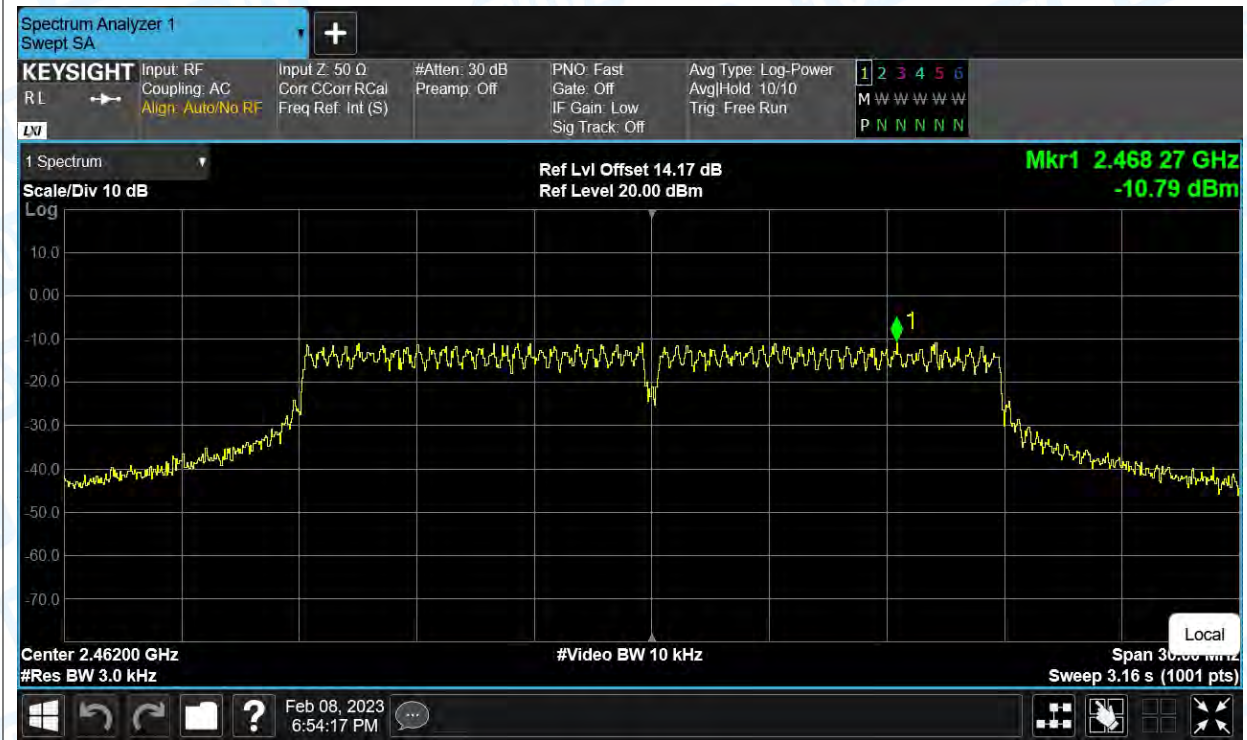 Spectrum Analyzer 1
Swept SA
+
KEYSIGHT
RL
LXI
Input: RF
Coupling: AC
Align: Auto/No RF
Input Z: 50 Ω
Corr CCorr RCal
Freq Ref: Int (S)
#Atten: 30 dB
Preamp: Off
PNO: Fast
Gate: Off
IF Gain: Low
Sig Track: Off
Avg Type: Log-Power
Avg|Hold: 10/10
Trig: Free Run
1 2 3 4 5 6
M W W W W W W
P N N N N N N
1 Spectrum
Scale/Div 10 dB
Log
Ref Lvl Offset 14.17 dB
Ref Level 20.00 dBm
Mkr1 2.468 27 GHz
-10.79 dBm
10.0
0.00
-10.0
-20.0
-30.0
-40.0
-50.0
-60.0
-70.0
1
Local
Center 2.46200 GHz
#Res BW 3.0 kHz
#Video BW 10 kHz
Span 30.00 MHz
Sweep 3.16 s (1001 pts)
?
Feb 08, 2023
6:54:17 PM